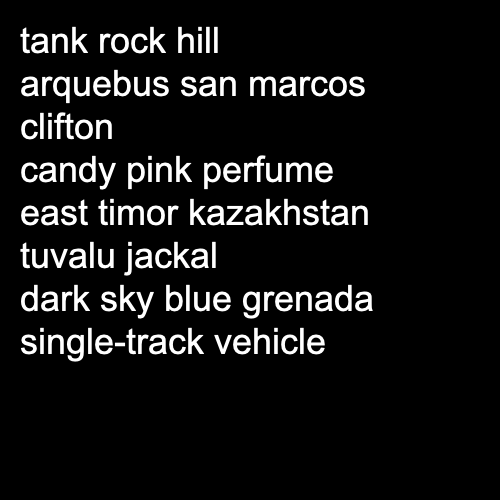 tank rock hill
arquebus san marcos
clifton
candy pink perfume
east timor kazakhstan
tuvalu jackal
dark sky blue grenada
single-track vehicle